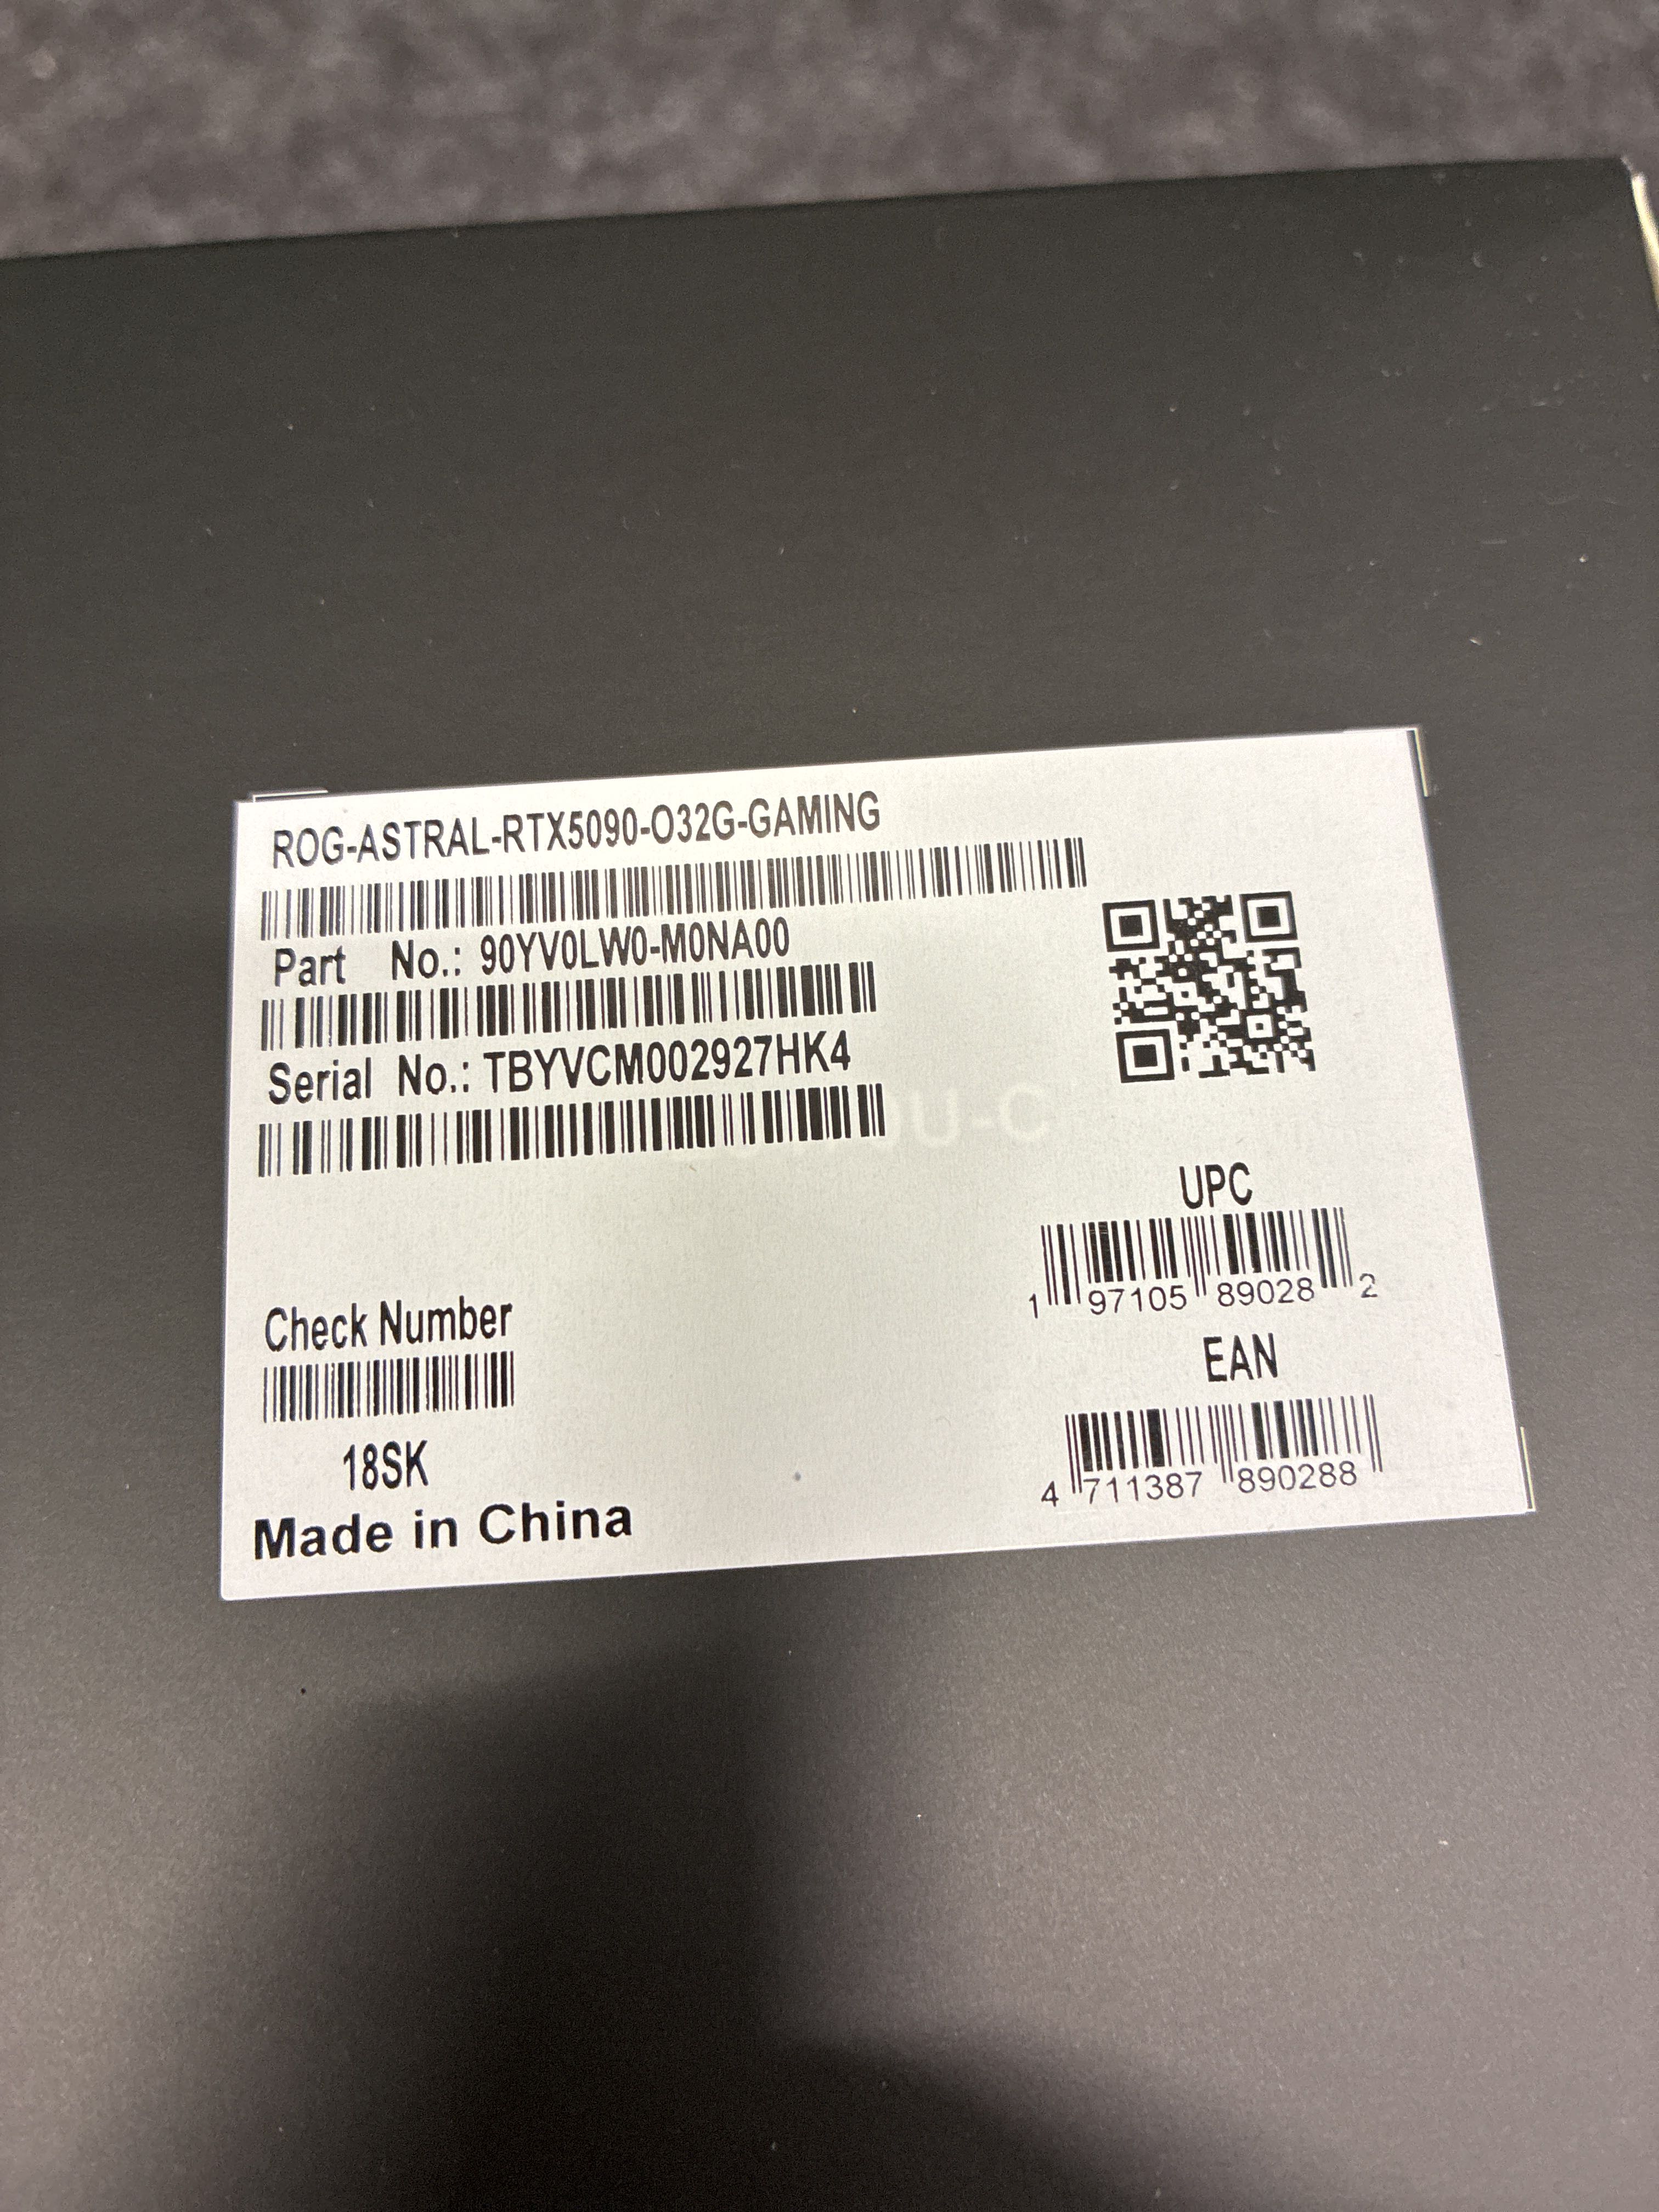 ROG-ASTRAL-RTX5090-O32G-GAMING
Part No.: 90YV0LW0-M0NA00
Serial No.: TBYVCM002927HK4
UPC
1 97105 89028 2
Check Number
EAN
18SK
4 711387 890288
Made in China